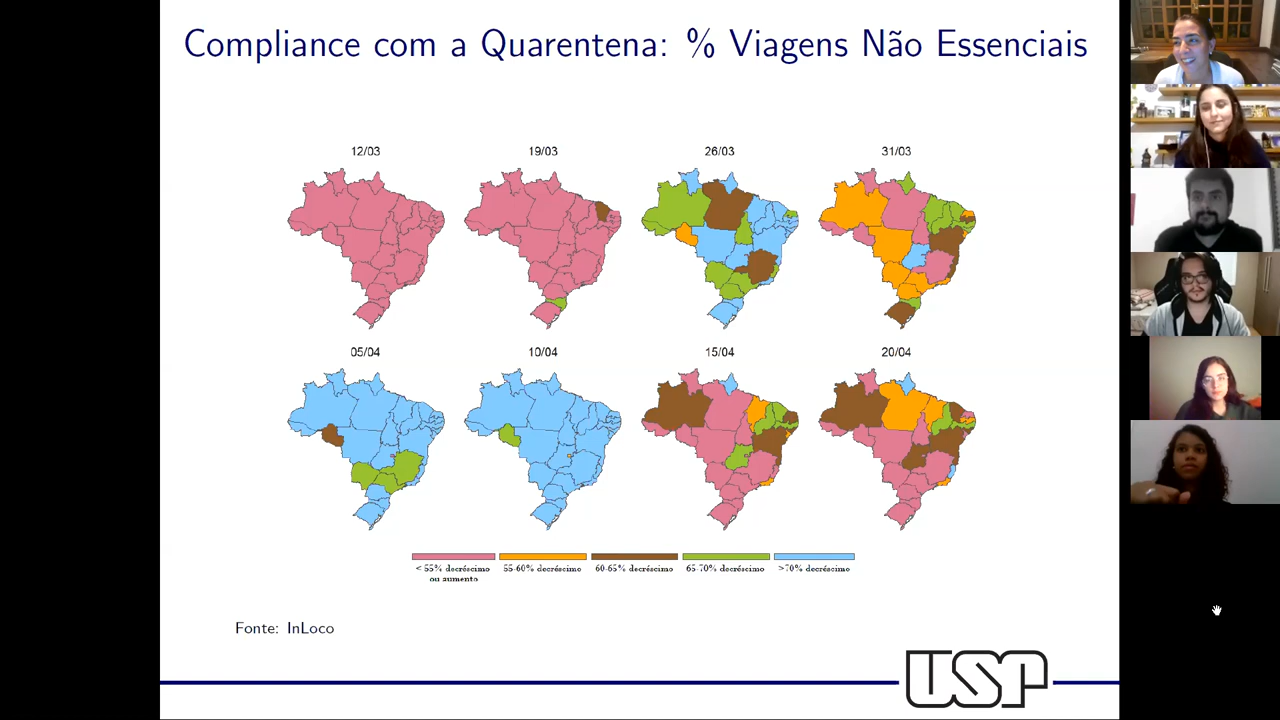 Compliance com a Quarentena: % Viagens Não Essenciais
12/03
19/03
26/03
31/03
05/04
10/04
15/04
20/04
< 55% decréscimo
ou aumento
55-60% decréscimo
60-65% decréscimo
65-70% decréscimo
>70% decréscimo
Fonte: InLoco
USP